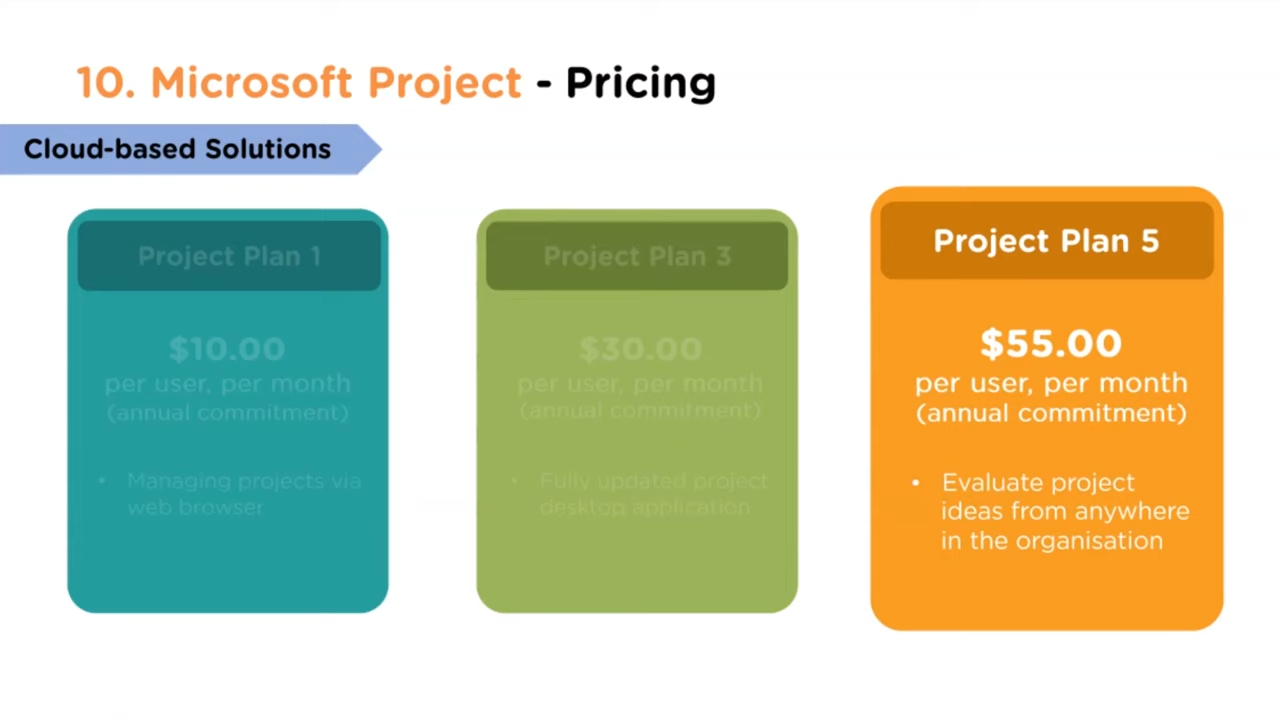 10. Microsoft Project - Pricing
Cloud-based Solutions
Project Plan 1
$10.00
per user, per month
(annual commitment)
• Managing projects via
web browser
Project Plan 3
$30.00
per user, per month
(annual commitment)
• Fully updated project
desktop application
Project Plan 5
$55.00
per user, per month
(annual commitment)
• Evaluate project
ideas from anywhere
in the organisation